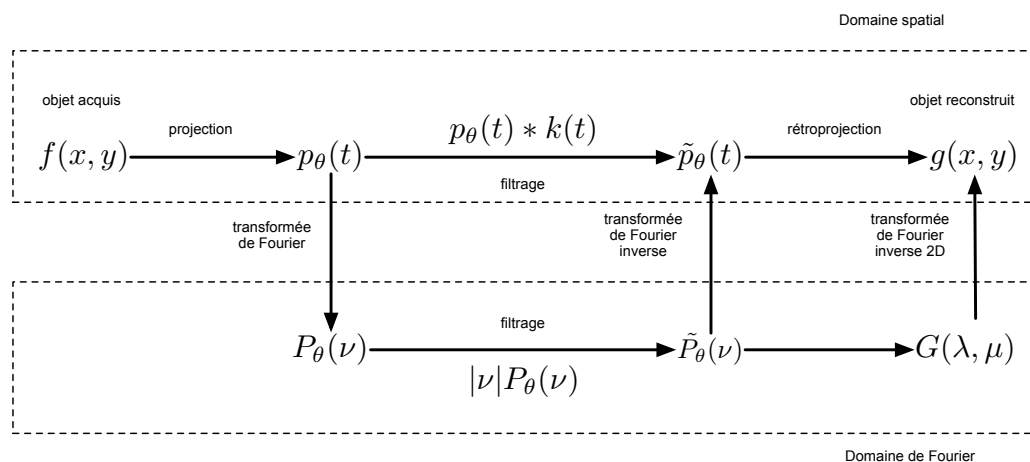 Domaine spatial
objet acquis
objet reconstruit
projection
p_θ(t) ∗ k(t)
rétroprojection
f(x, y)
p_θ(t)
p̃_θ(t)
g(x, y)
filtrage
transformée
de Fourier
transformée
de Fourier
inverse
transformée
de Fourier
inverse 2D
filtrage
P_θ(ν)
P̃_θ(ν)
G(λ, μ)
|ν|P_θ(ν)
Domaine de Fourier